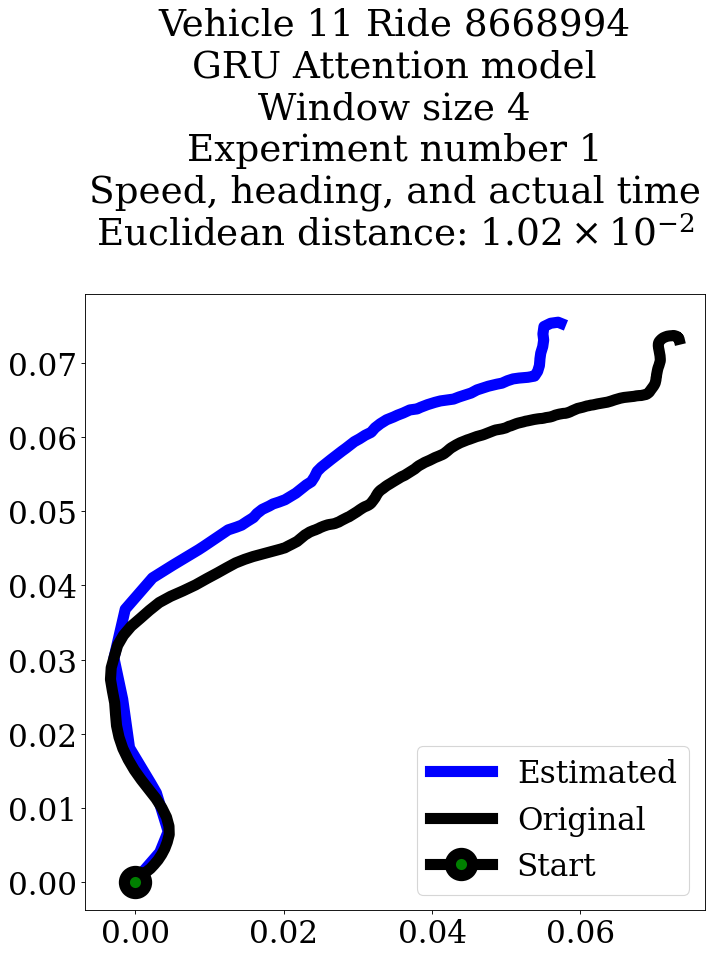 Vehicle 11 Ride 8668994
GRU Attention model
Window size 4
Experiment number 1
Speed, heading, and actual time
Euclidean distance: 1.02 × 10⁻²
0.07
0.06
0.05
0.04
0.03
0.02
0.01
0.00
Estimated
Original
Start
0.00 0.02 0.04 0.06